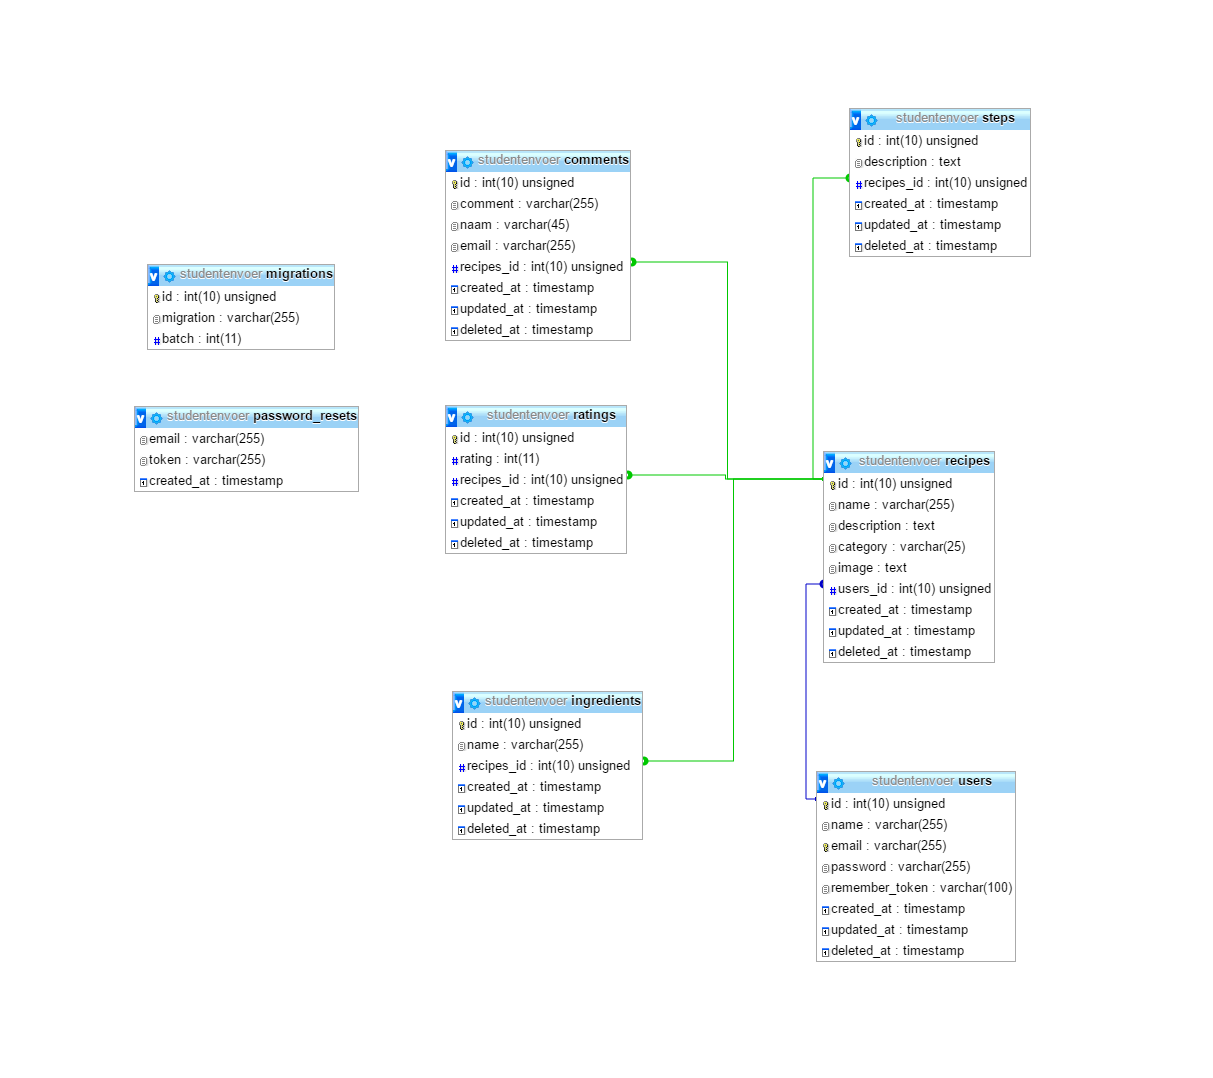 studentenvoer steps
id : int(10) unsigned
description : text
recipes_id : int(10) unsigned
created_at : timestamp
updated_at : timestamp
deleted_at : timestamp
studentenvoer comments
id : int(10) unsigned
comment : varchar(255)
naam : varchar(45)
email : varchar(255)
recipes_id : int(10) unsigned
created_at : timestamp
updated_at : timestamp
deleted_at : timestamp
studentenvoer migrations
id : int(10) unsigned
migration : varchar(255)
batch : int(11)
studentenvoer password_resets
email : varchar(255)
token : varchar(255)
created_at : timestamp
studentenvoer ratings
id : int(10) unsigned
rating : int(11)
recipes_id : int(10) unsigned
created_at : timestamp
updated_at : timestamp
deleted_at : timestamp
studentenvoer recipes
id : int(10) unsigned
name : varchar(255)
description : text
category : varchar(25)
image : text
users_id : int(10) unsigned
created_at : timestamp
updated_at : timestamp
deleted_at : timestamp
studentenvoer ingredients
id : int(10) unsigned
name : varchar(255)
recipes_id : int(10) unsigned
created_at : timestamp
updated_at : timestamp
deleted_at : timestamp
studentenvoer users
id : int(10) unsigned
name : varchar(255)
email : varchar(255)
password : varchar(255)
remember_token : varchar(100)
created_at : timestamp
updated_at : timestamp
deleted_at : timestamp